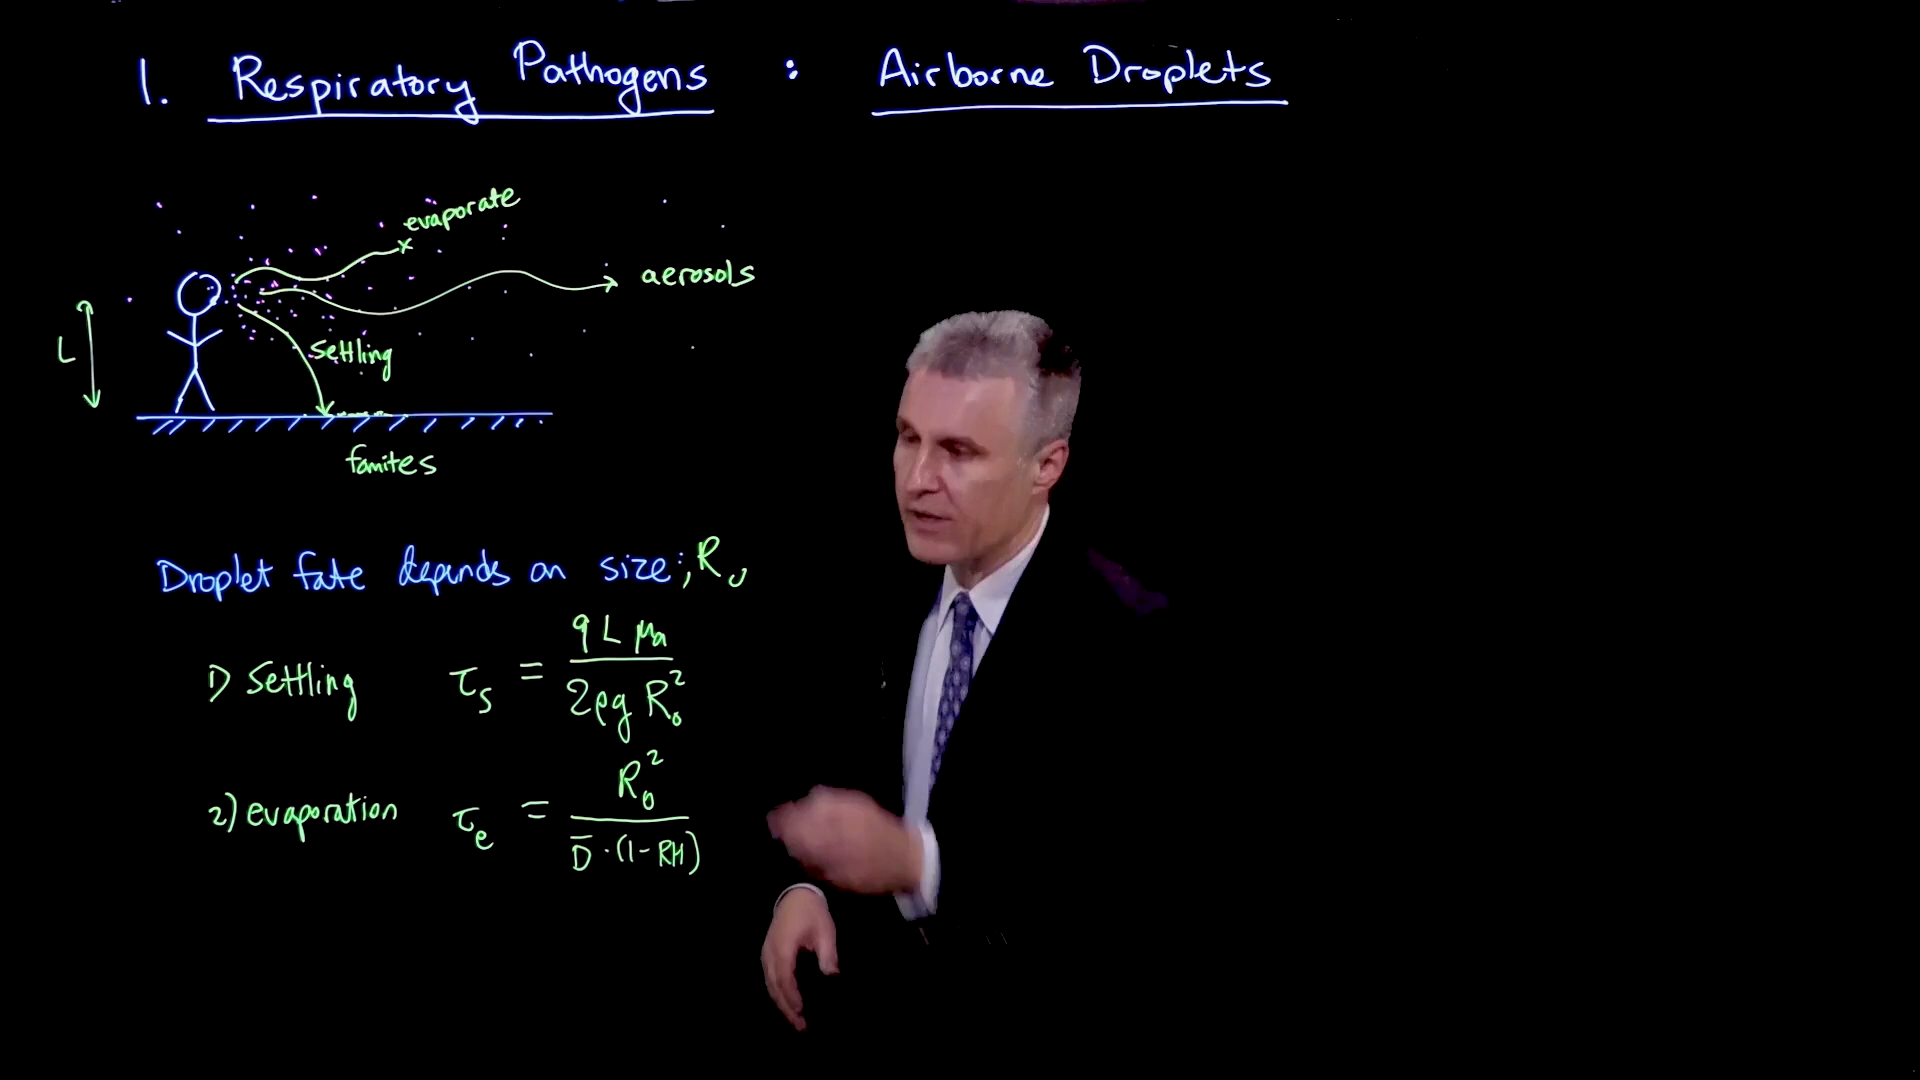 1. Respiratory Pathogens : Airborne Droplets
evaporate
aerosols
L
settling
fomites
Droplet fate depends on size:, R₀
1) Settling τₛ = 9 L μₐ / 2ρg R₀²
2) evaporation τₑ = R₀² / D̄ · (1 - RH)